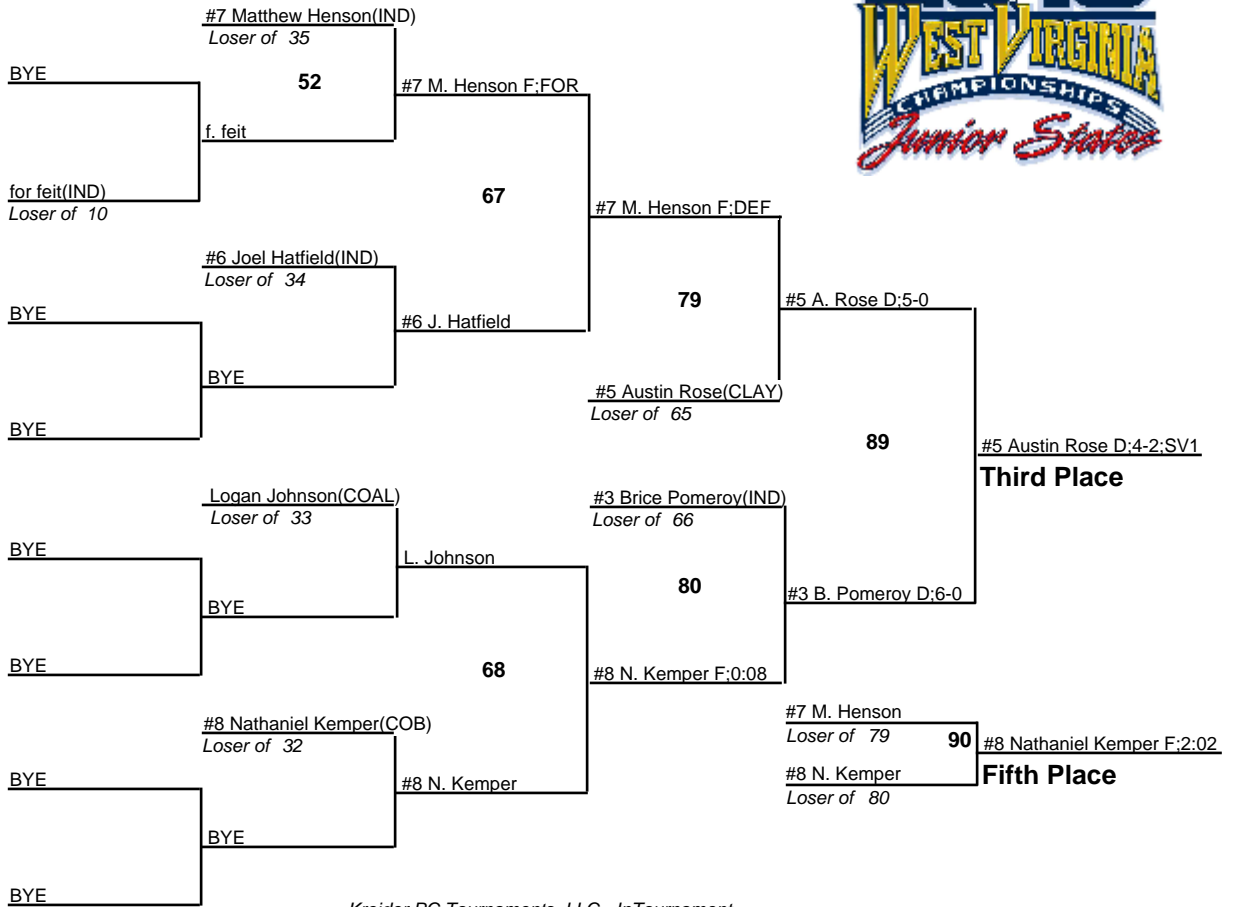 #7 Matthew Henson(IND)
Loser of 35
BYE
52
#7 M. Henson F;FOR
f. feit
for feit(IND)
Loser of 10
67
#7 M. Henson F;DEF
#6 Joel Hatfield(IND)
Loser of 34
BYE
#6 J. Hatfield
79
#5 A. Rose D;5-0
BYE
#5 Austin Rose(CLAY)
Loser of 65
BYE
89
#5 Austin Rose D;4-2;SV1
Third Place
Logan Johnson(COAL)
Loser of 33
#3 Brice Pomeroy(IND)
Loser of 66
BYE
L. Johnson
80
#3 B. Pomeroy D;6-0
BYE
BYE
68
#8 N. Kemper F;0:08
#8 Nathaniel Kemper(COB)
Loser of 32
#7 M. Henson
Loser of 79
90
#8 Nathaniel Kemper F;2:02
Fifth Place
BYE
#8 N. Kemper
#8 N. Kemper
Loser of 80
BYE
BYE
WEST VIRGINIA
CHAMPIONSHIPS
Junior States